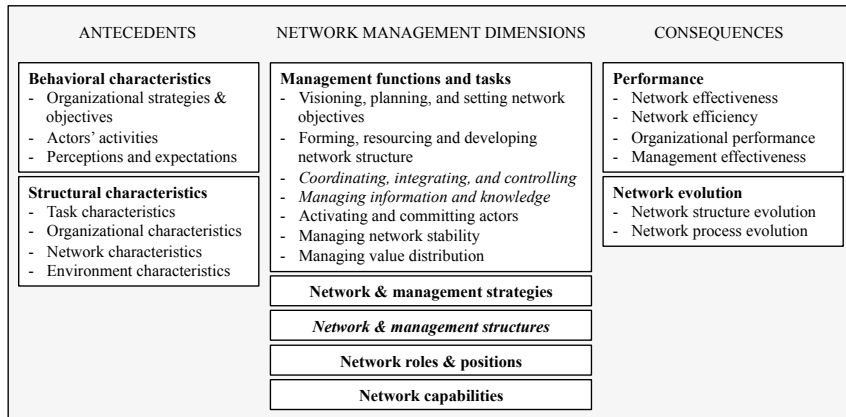 ANTECEDENTS
Behavioral characteristics
- Organizational strategies &
objectives
- Actors' activities
- Perceptions and expectations
Structural characteristics
- Task characteristics
- Organizational characteristics
- Network characteristics
- Environment characteristics
NETWORK MANAGEMENT DIMENSIONS
Management functions and tasks
- Visioning, planning, and setting network
objectives
- Forming, resourcing and developing
network structure
- Coordinating, integrating, and controlling
- Managing information and knowledge
- Activating and committing actors
- Managing network stability
- Managing value distribution
Network & management strategies
Network & management structures
Network roles & positions
Network capabilities
CONSEQUENCES
Performance
- Network effectiveness
- Network efficiency
- Organizational performance
- Management effectiveness
Network evolution
- Network structure evolution
- Network process evolution